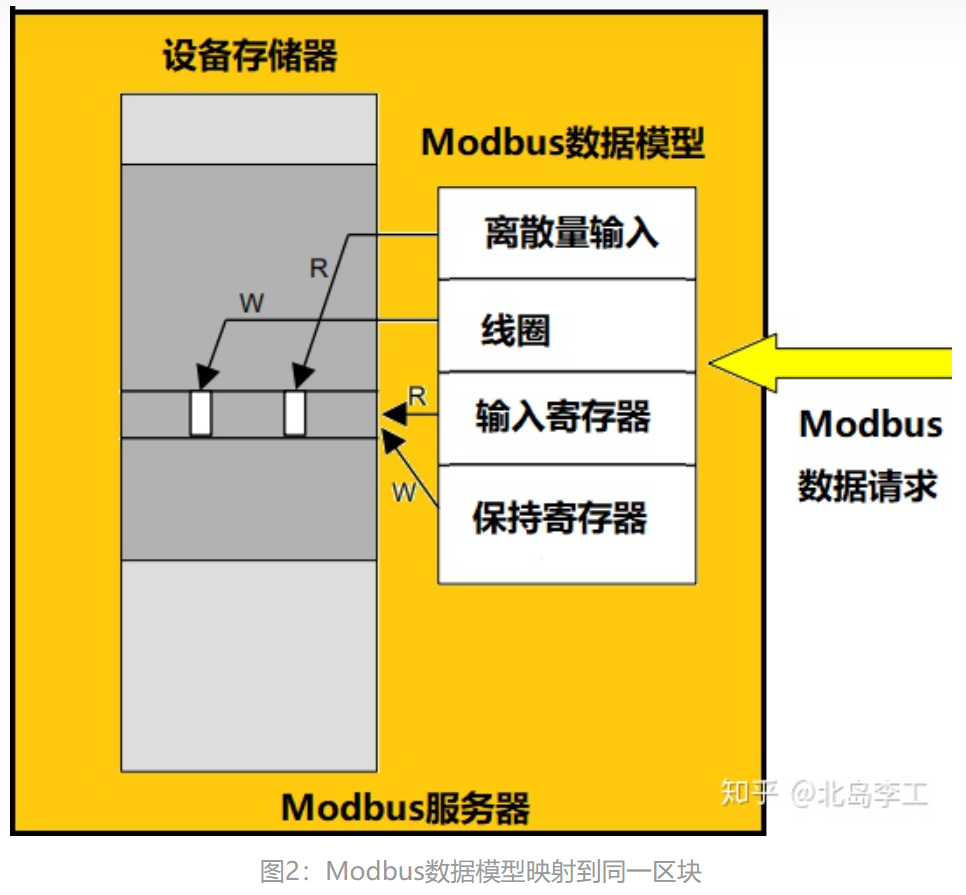 设备存储器
Modbus数据模型
离散量输入
R
W
线圈
R
输入寄存器
W
保持寄存器
Modbus
数据请求
Modbus服务器
知乎 @北岛李工
图2：Modbus数据模型映射到同一区块